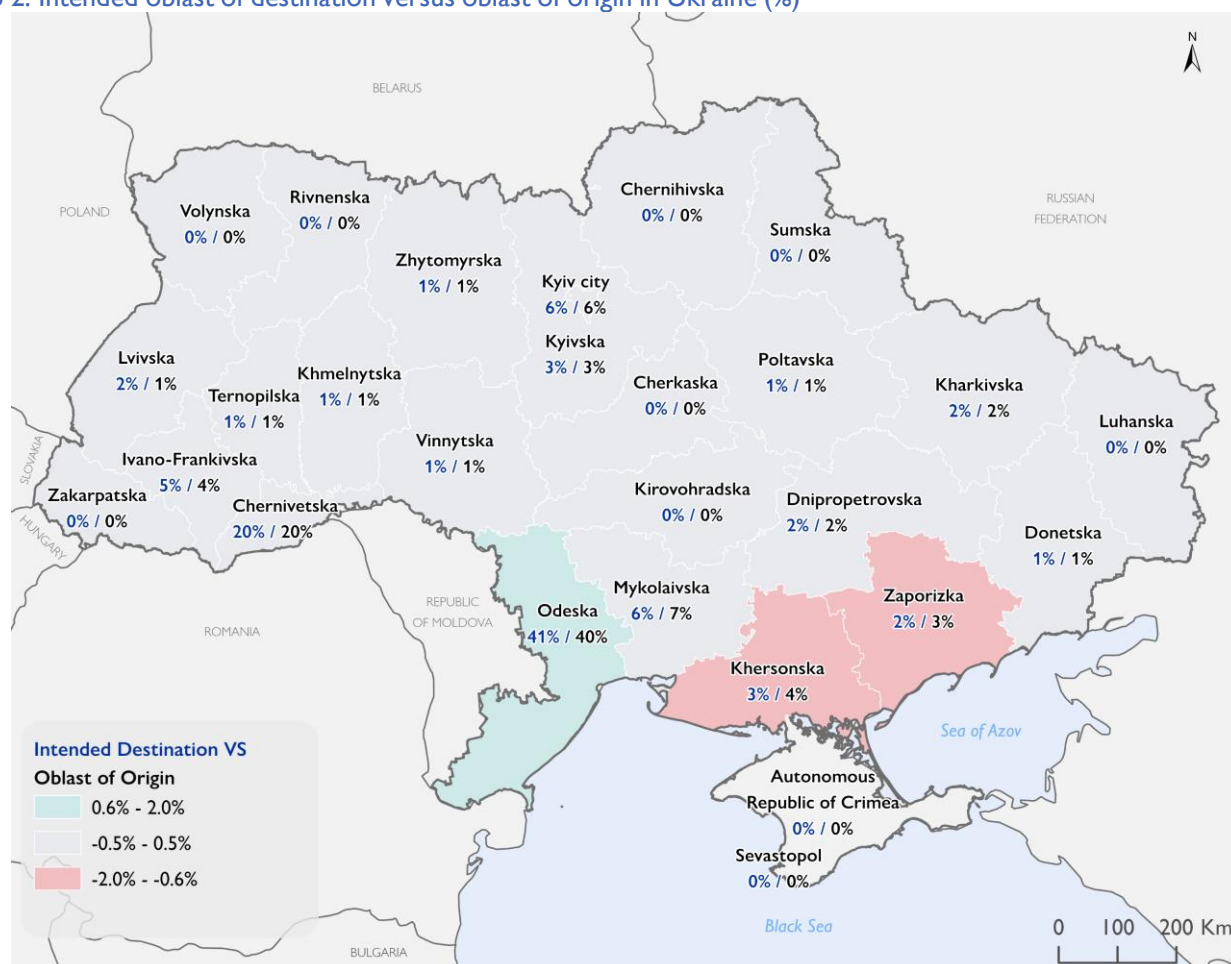 2. Intended oblast of destination versus oblast of origin in Ukraine (%)
N
BELARUS
POLAND
RUSSIAN
FEDERATION
Volynska
0% / 0%
Rivnenska
0% / 0%
Chernihivska
0% / 0%
Sumska
0% / 0%
Zhytomyrska
1% / 1%
Kyiv city
6% / 6%
Kyivska
3% / 3%
Lvivska
2% / 1%
Ternopilska
1% / 1%
Khmelnytska
1% / 1%
Cherkaska
0% / 0%
Poltavska
1% / 1%
Kharkivska
2% / 2%
Luhanska
0% / 0%
Vinnytska
1% / 1%
Ivano-Frankivska
5% / 4%
SLOVAKIA
Zakarpatska
0% / 0%
HUNGARY
Chernivetska
20% / 20%
Kirovohradska
0% / 0%
Dnipropetrovska
2% / 2%
Donetska
1% / 1%
Odeska
41% / 40%
Mykolaivska
6% / 7%
Zaporizka
2% / 3%
Khersonska
3% / 4%
REPUBLIC
OF MOLDOVA
ROMANIA
Sea of Azov
Autonomous
Republic of Crimea
0% / 0%
Sevastopol
0% / 0%
Black Sea
BULGARIA
Intended Destination VS
Oblast of Origin
0.6% - 2.0%
-0.5% - 0.5%
-2.0% - -0.6%
0 100 200 Km